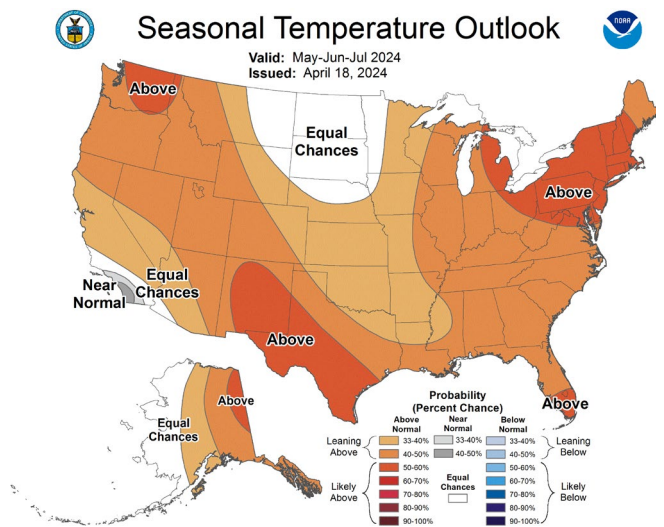 Seasonal Temperature Outlook
NOAA
Valid: May-Jun-Jul 2024
Issued: April 18, 2024
Above
Equal
Chances
Above
Near
Normal
Equal
Chances
Above
Above
Equal
Chances
Above
Probability
(Percent Chance)
Above
Normal
Near
Normal
Below
Normal
Leaning
Above
33-40%
33-40%
33-40%
Leaning
Below
40-50%
40-50%
40-50%
Likely
Above
50-60%
Equal
Chances
50-60%
Likely
Below
60-70%
60-70%
70-80%
70-80%
80-90%
80-90%
90-100%
90-100%